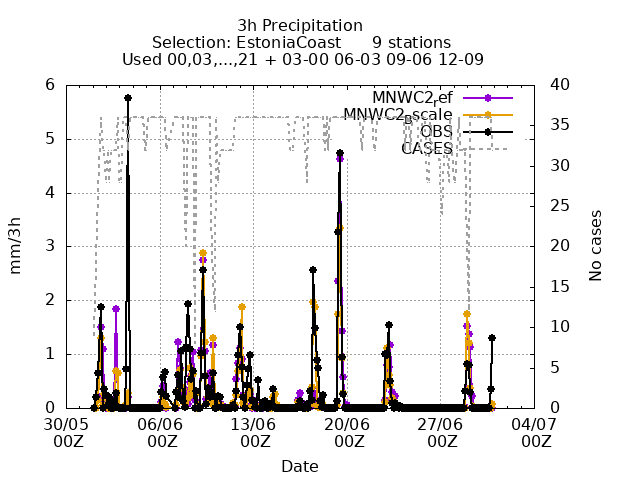 3h Precipitation
Selection: EstoniaCoast 9 stations
Used 00,03,...,21 + 03-00 06-03 09-06 12-09
MNWC2_ref
MNWC2_Bscale
OBS
CASES
6
5
4
3
2
1
0
mm/3h
40
35
30
25
20
15
10
5
0
No cases
30/05 06/06 13/06 20/06 27/06 04/07
00Z 00Z 00Z 00Z 00Z 00Z
Date